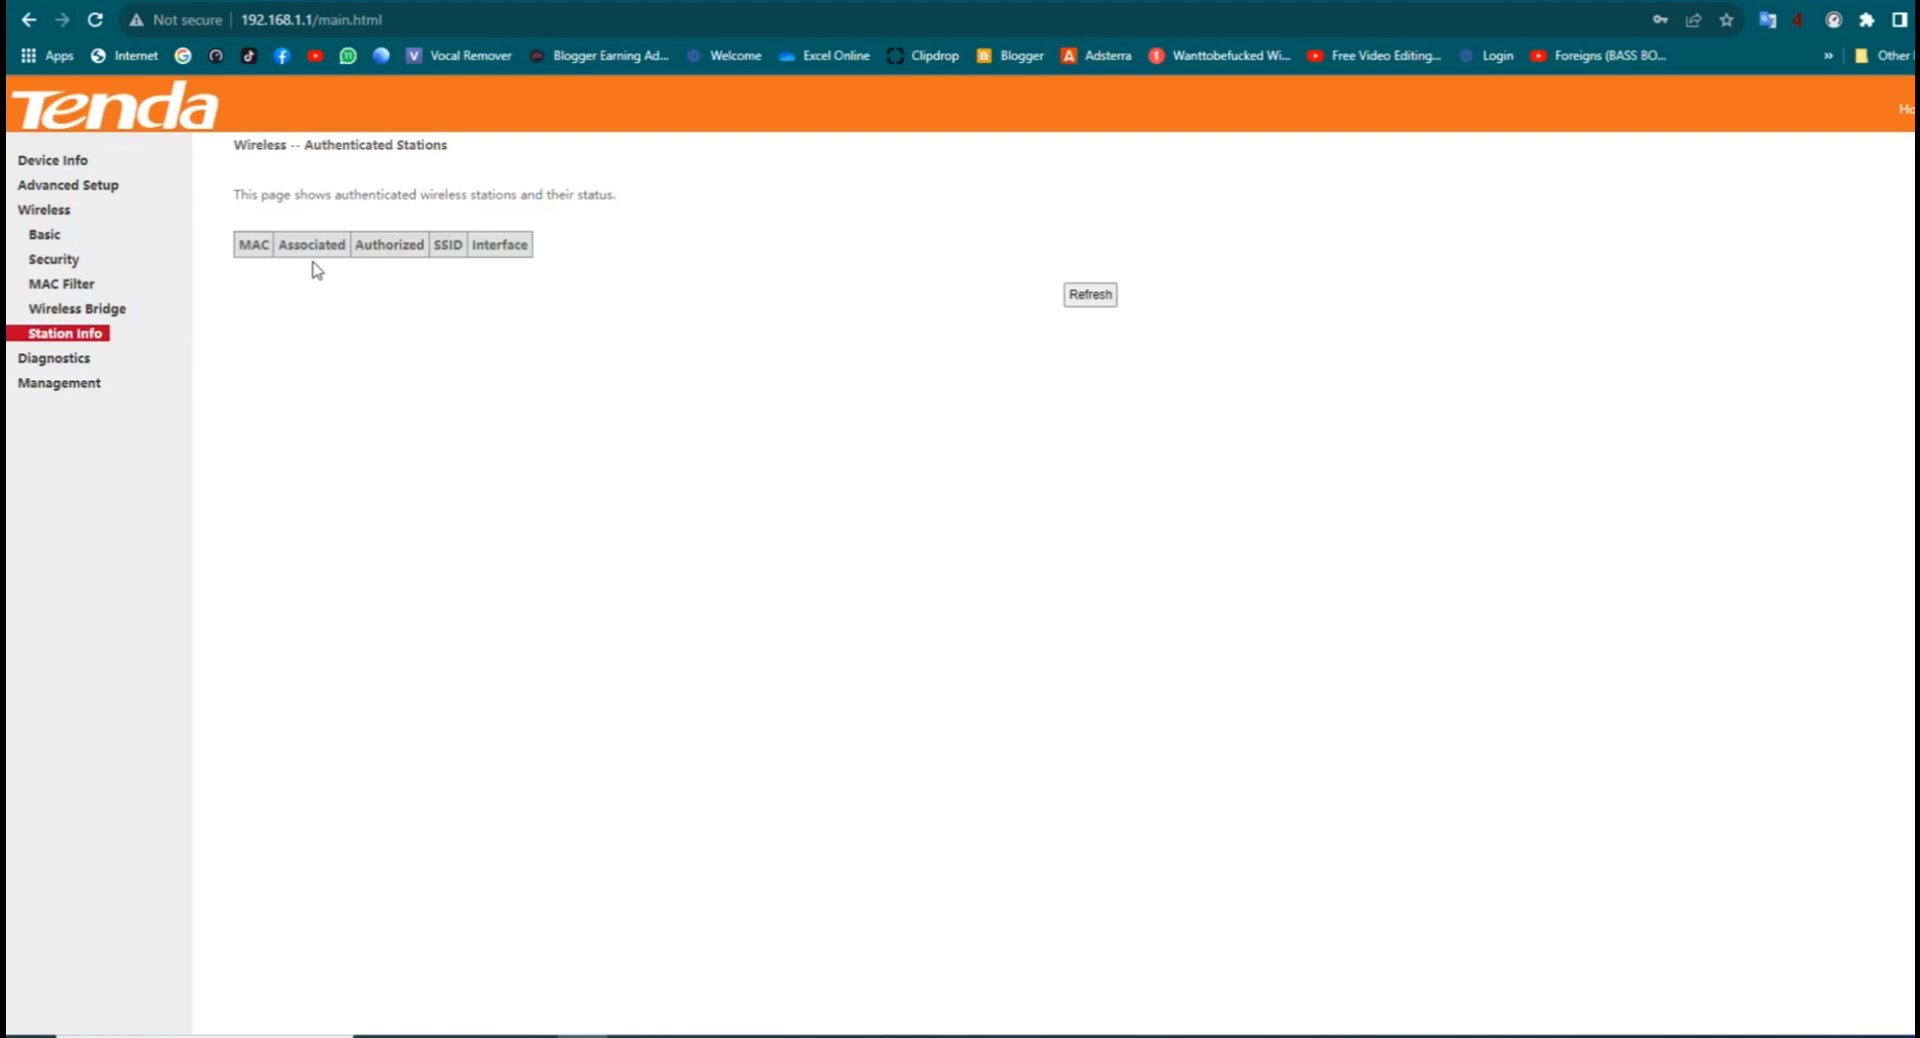 Not secure | 192.168.1.1/main.html
Apps Internet Vocal Remover Blogger Earning Ad... Welcome Excel Online Clipdrop Blogger Adsterra Wanttobefucked Wi... Free Video Editing... Login Foreigns (BASS BO... » Other
Tenda
Ho
Wireless -- Authenticated Stations
Device Info
Advanced Setup
Wireless
Basic
Security
MAC Filter
Wireless Bridge
Station Info
Diagnostics
Management
This page shows authenticated wireless stations and their status.
MAC Associated Authorized SSID Interface
Refresh